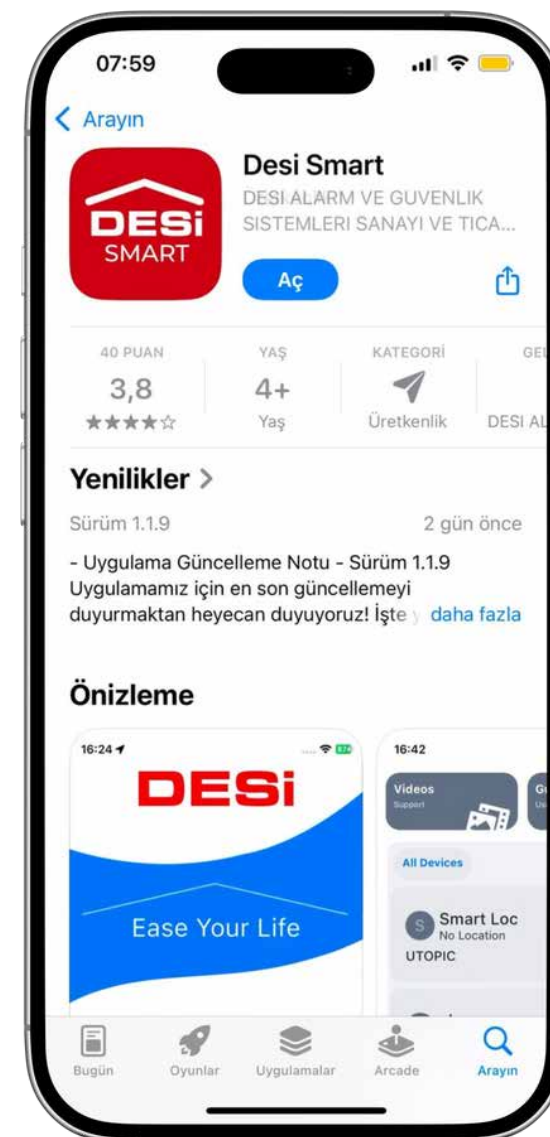 07:59
Arayın
DESi
SMART
Desi Smart
DESI ALARM VE GUVENLIK
SISTEMLERI SANAYI VE TICA...
Aç
40 PUAN
3,8
YAŞ
4+
Yaş
KATEGORİ
Üretkenlik
GEL
DESI AL
Yenilikler >
Sürüm 1.1.9
2 gün önce
- Uygulama Güncelleme Notu - Sürüm 1.1.9
Uygulamamız için en son güncellemeyi
duyurmaktan heyecan duyuyoruz! İşte daha fazla
Önizleme
16:24
DESi
Ease Your Life
16:42
Videos
Support
All Devices
S
Smart Loc
No Location
UTOPIC
Bugün
Oyunlar
Uygulamalar
Arcade
Arayın